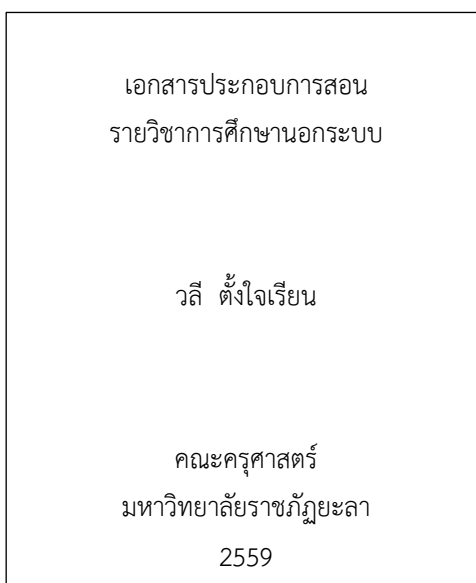 เอกสารประกอบการสอน
รายวิชาการศึกษานอกระบบ
วลี ตั้งใจเรียน
คณะครุศาสตร์
มหาวิทยาลัยราชภัฏยะลา
2559